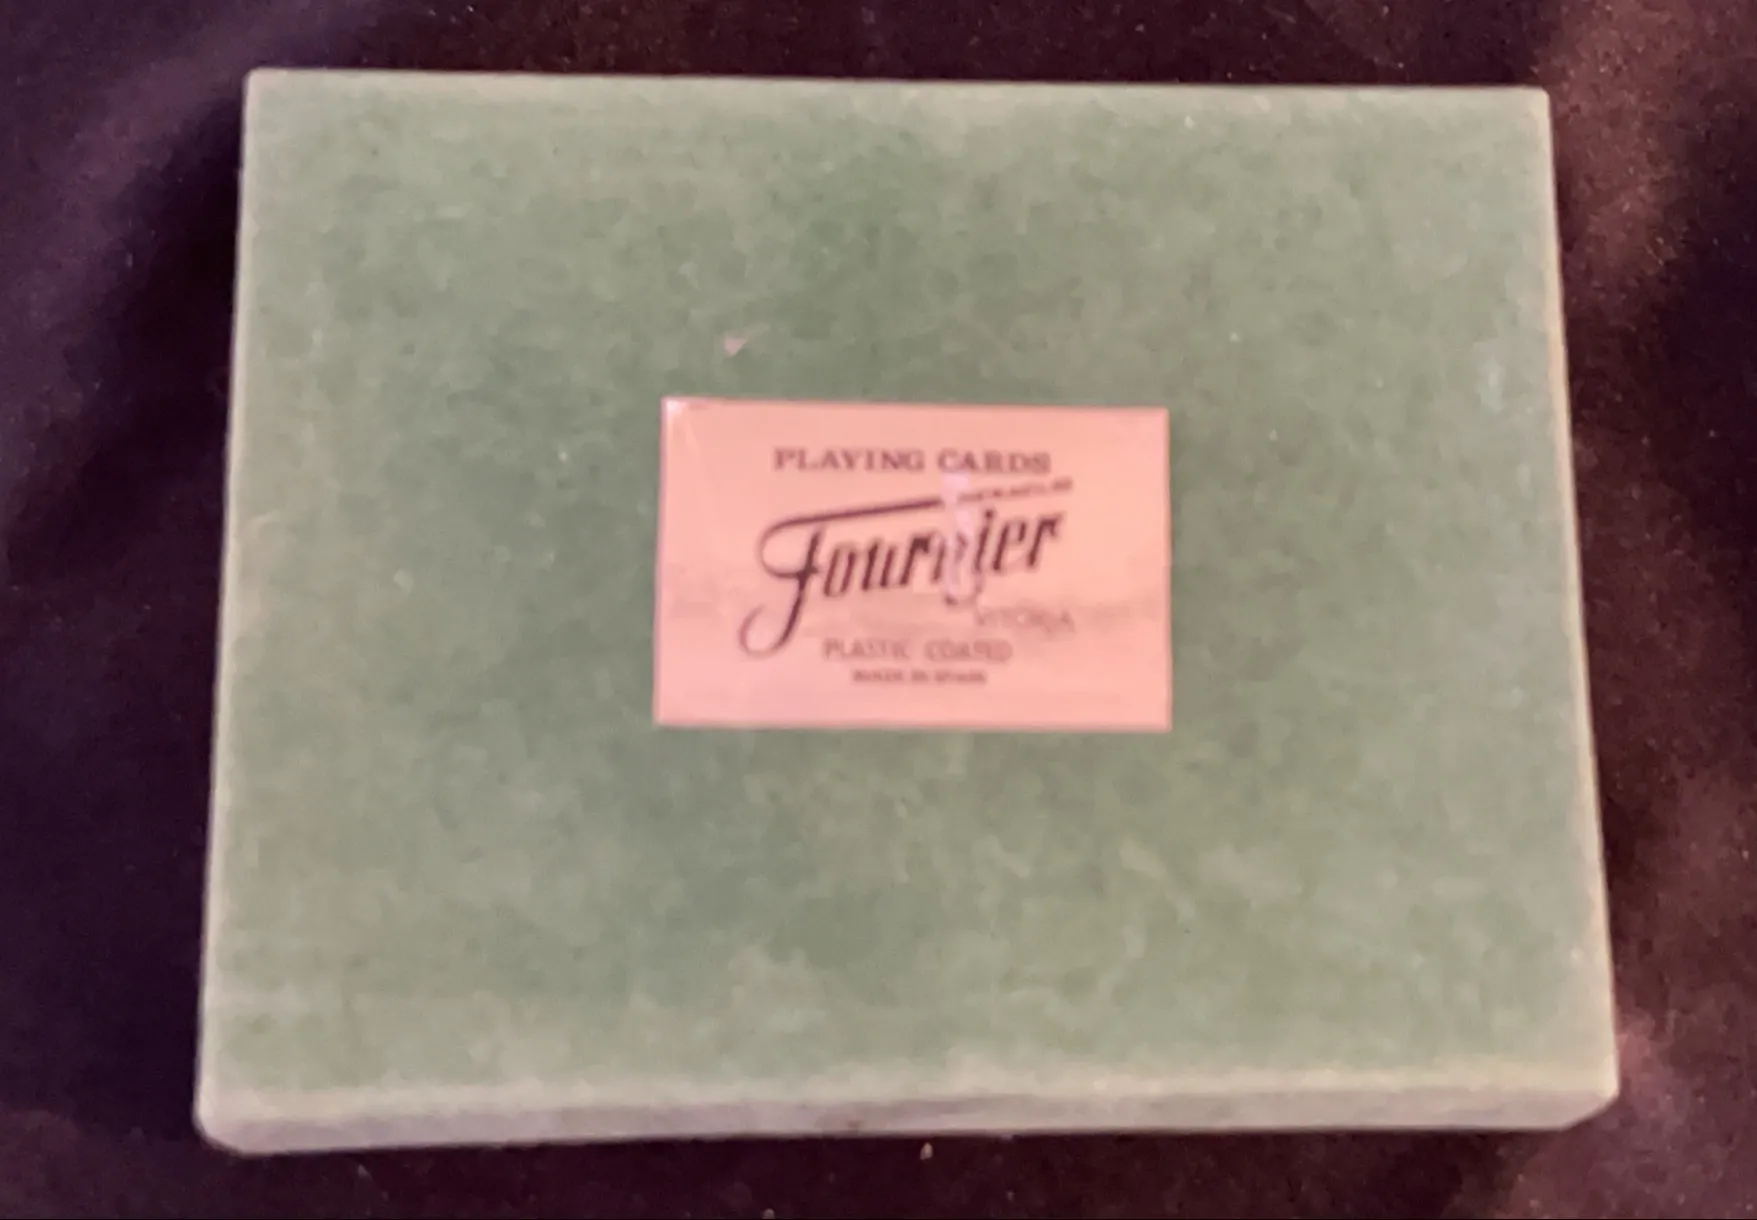 PLAYING CARDS
Fournier
VITORIA
PLASTIC COATED
MADE IN SPAIN